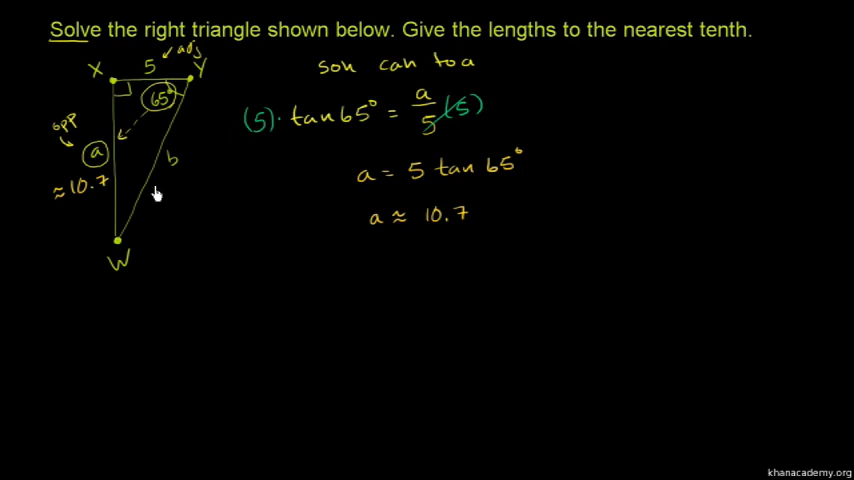 Solve the right triangle shown below. Give the lengths to the nearest tenth.
X 5 adj Y
soh cah toa
65°
(5) · tan 65° = a/5 (5)
opp
a
b
≈ 10.7
a = 5 tan 65°
a ≈ 10.7
W
khanacademy.org